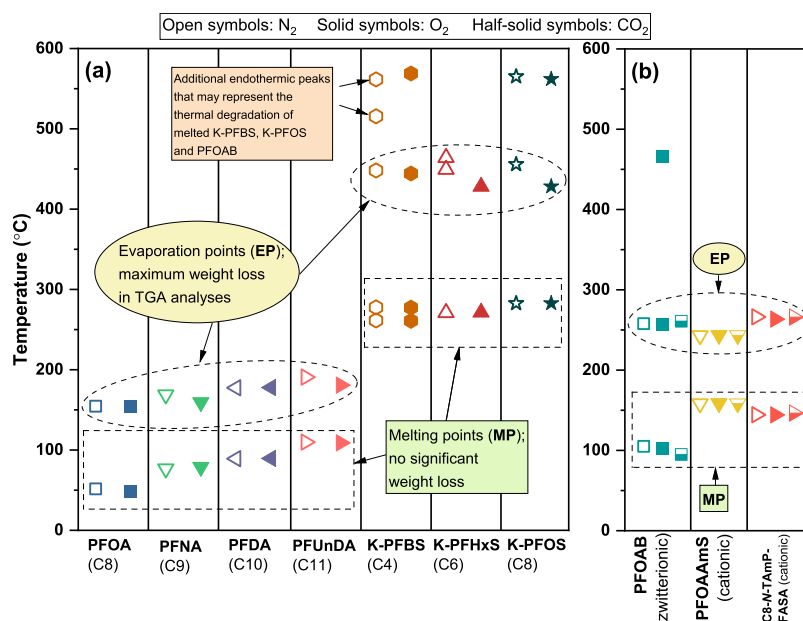 Open symbols: N₂ Solid symbols: O₂ Half-solid symbols: CO₂
(a)
Temperature (°C)
600
500
400
300
200
100
0
Additional endothermic peaks
that may represent the
thermal degradation of
melted K-PFBS, K-PFOS
and PFOAB
Evaporation points (EP);
maximum weight loss
in TGA analyses
Melting points (MP);
no significant
weight loss
PFOA
(C8)
PFNA
(C9)
PFDA
(C10)
PFUnDA
(C11)
K-PFBS
(C4)
K-PFHxS
(C6)
K-PFOS
(C8)
(b)
600
500
400
300
200
100
0
EP
MP
PFOAB
zwitterionic)
PFOAAmS
(cationic)
C8-N-TAmP-
FASA (cationic)